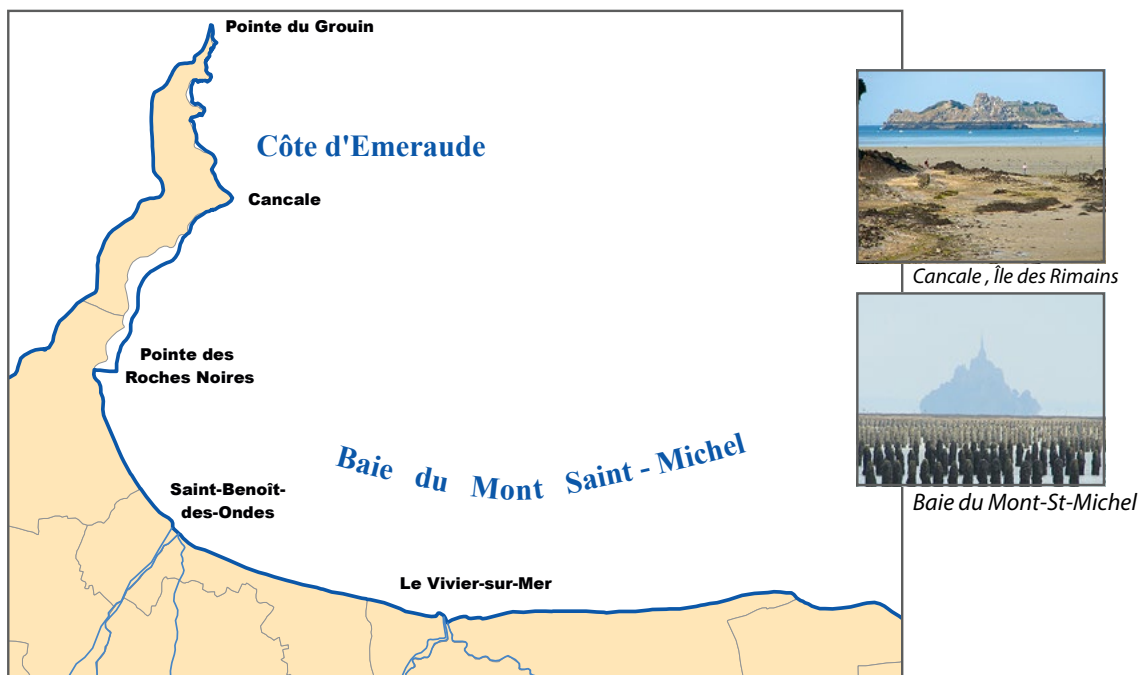 Pointe du Grouin
Côte d'Emeraude
Cancale
Cancale , Île des Rimains
Pointe des
Roches Noires
Baie du Mont Saint - Michel
Saint-Benoît-
des-Ondes
Baie du Mont-St-Michel
Le Vivier-sur-Mer